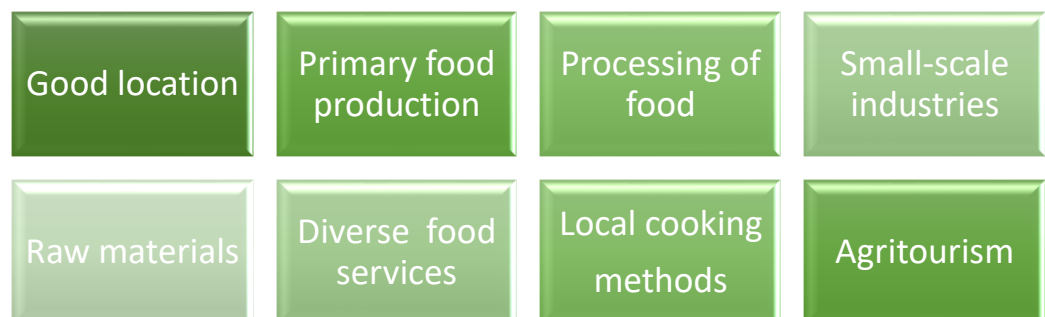 Good location
Primary food
production
Processing of
food
Small-scale
industries
Raw materials
Diverse food
services
Local cooking
methods
Agritourism